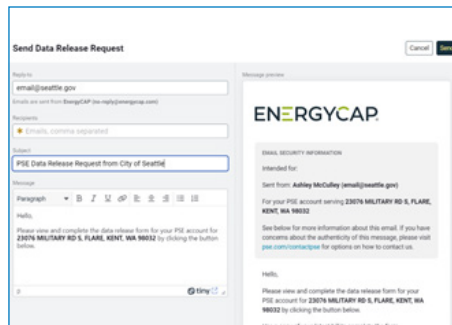 Send Data Release Request
Cancel
Send
Reply to
Message preview
email@seattle.gov
Emails are sent from EnergyCAP (no-reply@energycap.com)
Recipients
Emails, comma separated
Subject
PSE Data Release Request from City of Seattle
Message
Paragraph
B I U
Hello,
Please view and complete the data release form for your PSE account for
23076 MILITARY RD S, FLARE, KENT, WA 98032 by clicking the button
below.
p
tiny
ENERGYCAP.
EMAIL SECURITY INFORMATION
Intended for:
Sent from: Ashley McCulley (email@seattle.gov)
For your PSE account serving 23076 MILITARY RD S, FLARE,
KENT, WA 98032
See below for more information about this email. If you have
concerns about the authenticity of this message, please visit
pse.com/contactpse for options on how to contact us.
Hello,
Please view and complete the data release form for your
PSE account for 23076 MILITARY RD S, FLARE, KENT, WA
98032 by clicking the button below.